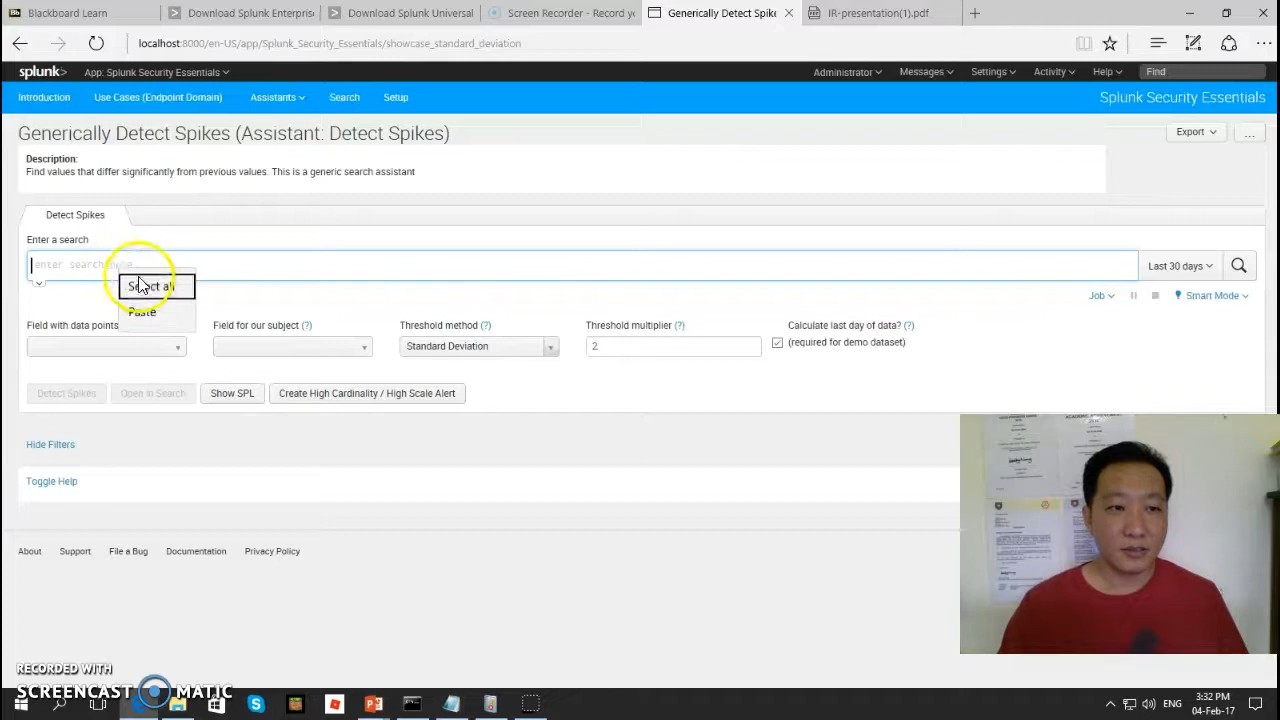 Blackboard Learn
Download Splunk Enterpris
Download Splunk Universal
Screen Recorder - Record yo
Generically Detect Spike
IR-presentation(1).pdf
localhost:8000/en-US/app/Splunk_Security_Essentials/showcase_standard_deviation
splunk>
App: Splunk Security Essentials
Administrator
Messages
Settings
Activity
Help
Find
Introduction
Use Cases (Endpoint Domain)
Assistants
Search
Setup
Splunk Security Essentials
Generically Detect Spikes (Assistant: Detect Spikes)
Export
...
Description:
Find values that differ significantly from previous values. This is a generic search assistant
Detect Spikes
Enter a search
enter search here...
Last 30 days
Select all
Paste
Job
Smart Mode
Field with data points
Field for our subject (?)
Threshold method (?)
Threshold multiplier (?)
Calculate last day of data? (?)
(required for demo dataset)
Standard Deviation
2
Detect Spikes
Open in Search
Show SPL
Create High Cardinality / High Scale Alert
Hide Filters
Toggle Help
About
Support
File a Bug
Documentation
Privacy Policy
RECORDED WITH
SCREENCAST MATIC
ENG
3:32 PM
04-Feb-17